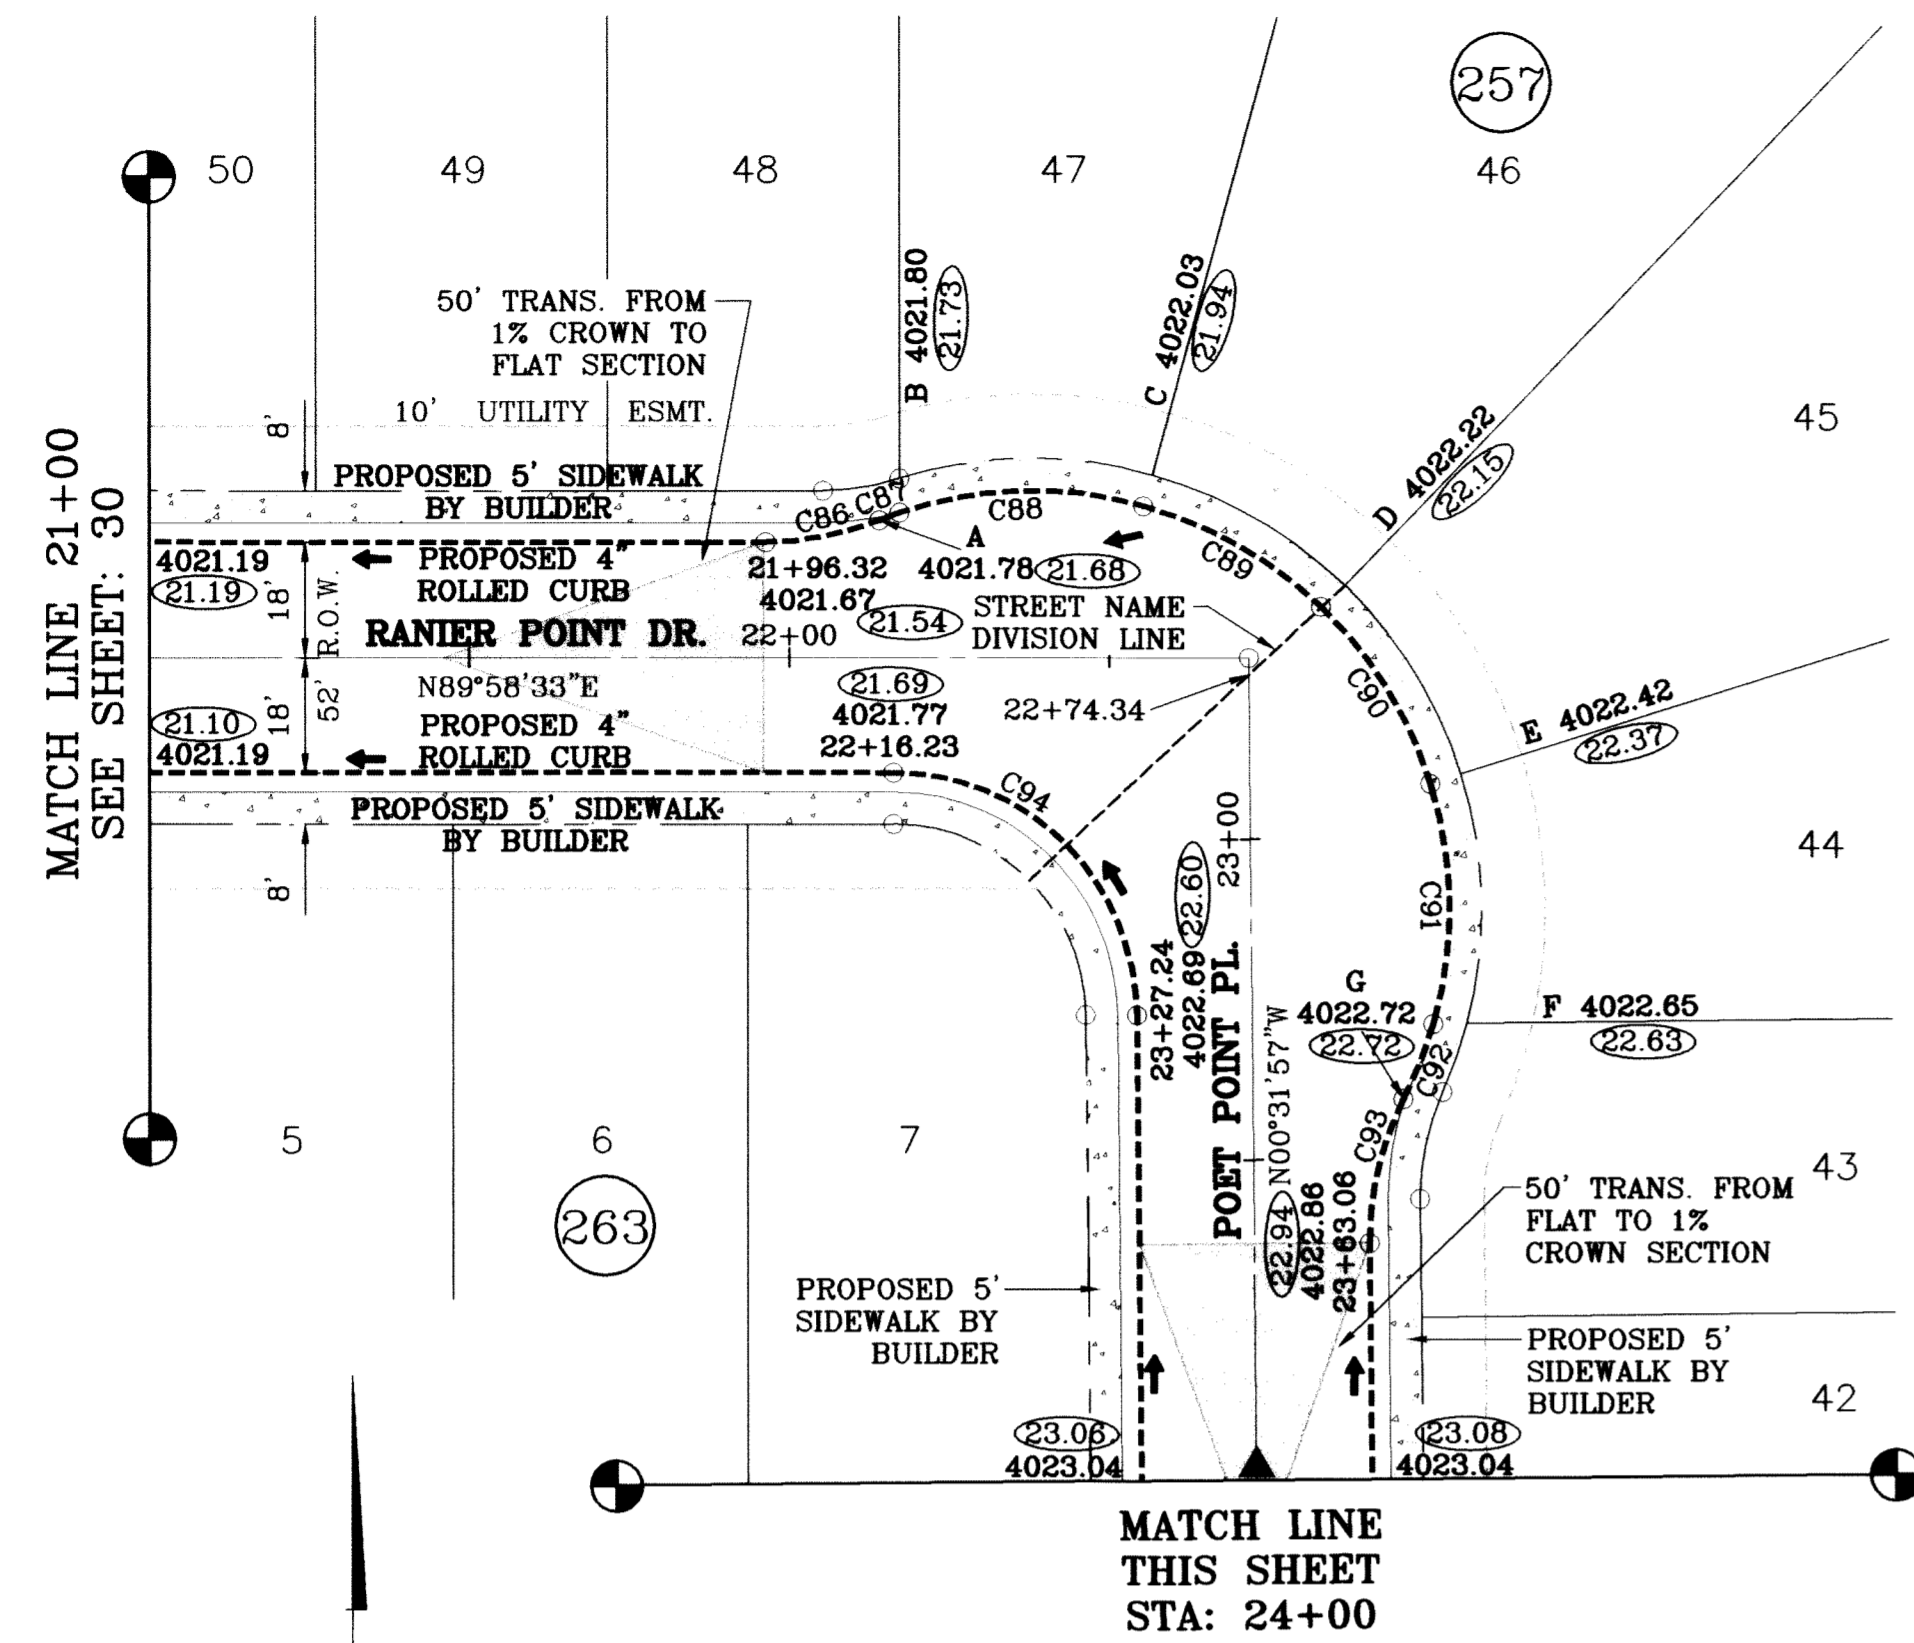 257
50
49
48
47
46
45
44
43
42
MATCH LINE 21+00
SEE SHEET: 30
50' TRANS. FROM
1% CROWN TO
FLAT SECTION
10' UTILITY ESMT.
B 4021.80
21.73
C 4022.03
21.94
D 4022.22
22.15
E 4022.42
22.37
F 4022.65
22.63
8'
PROPOSED 5' SIDEWALK
BY BUILDER
C86
C87
C88
C89
C90
C91
C92
C93
C94
A
4021.78
21.68
4021.19
21.19
PROPOSED 4"
ROLLED CURB
18'
R.O.W.
21+96.32
4021.67
21.54
STREET NAME
DIVISION LINE
RANIER POINT DR.
22+00
N89°58'33"E
52'
18'
21.10
4021.19
PROPOSED 4"
ROLLED CURB
21.69
4021.77
22+16.23
22+74.34
PROPOSED 5' SIDEWALK
BY BUILDER
8'
23+00
22.60
4022.69
23+27.24
POET POINT PL.
N00°31'57"W
G
4022.72
22.72
22.94
4022.86
23+63.06
5
6
7
263
50' TRANS. FROM
FLAT TO 1%
CROWN SECTION
PROPOSED 5'
SIDEWALK BY
BUILDER
PROPOSED 5'
SIDEWALK BY
BUILDER
23.06
4023.04
23.08
4023.04
MATCH LINE
THIS SHEET
STA: 24+00